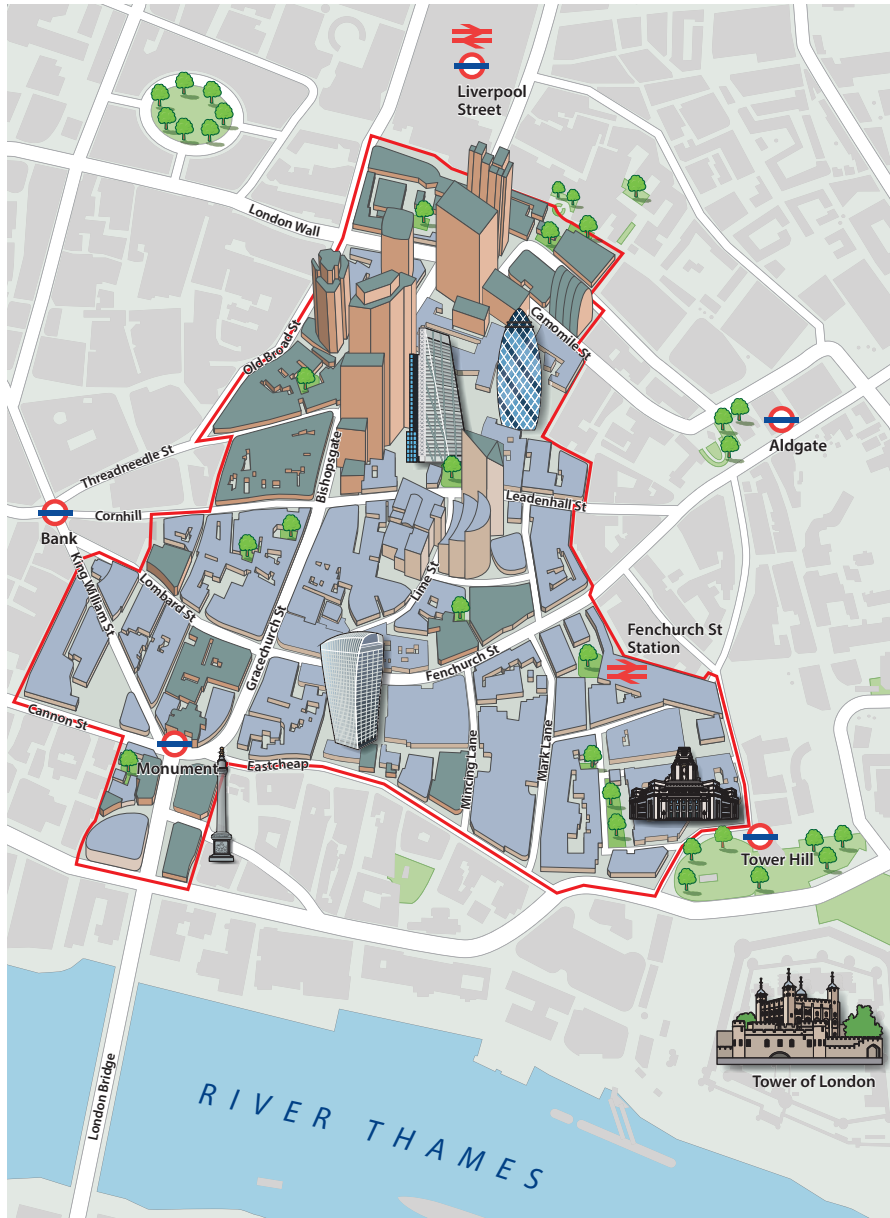 Liverpool
Street
London Wall
Camomile St
Old Broad St
Aldgate
Threadneedle St
Bishopsgate
Leadenhall St
Cornhill
Bank
King William St
Lombard St
Lime St
Gracechurch St
Fenchurch St
Station
Fenchurch St
Cannon St
Mark Lane
Mincing Lane
Monument
Eastcheap
Tower Hill
Tower of London
London Bridge
RIVER THAMES